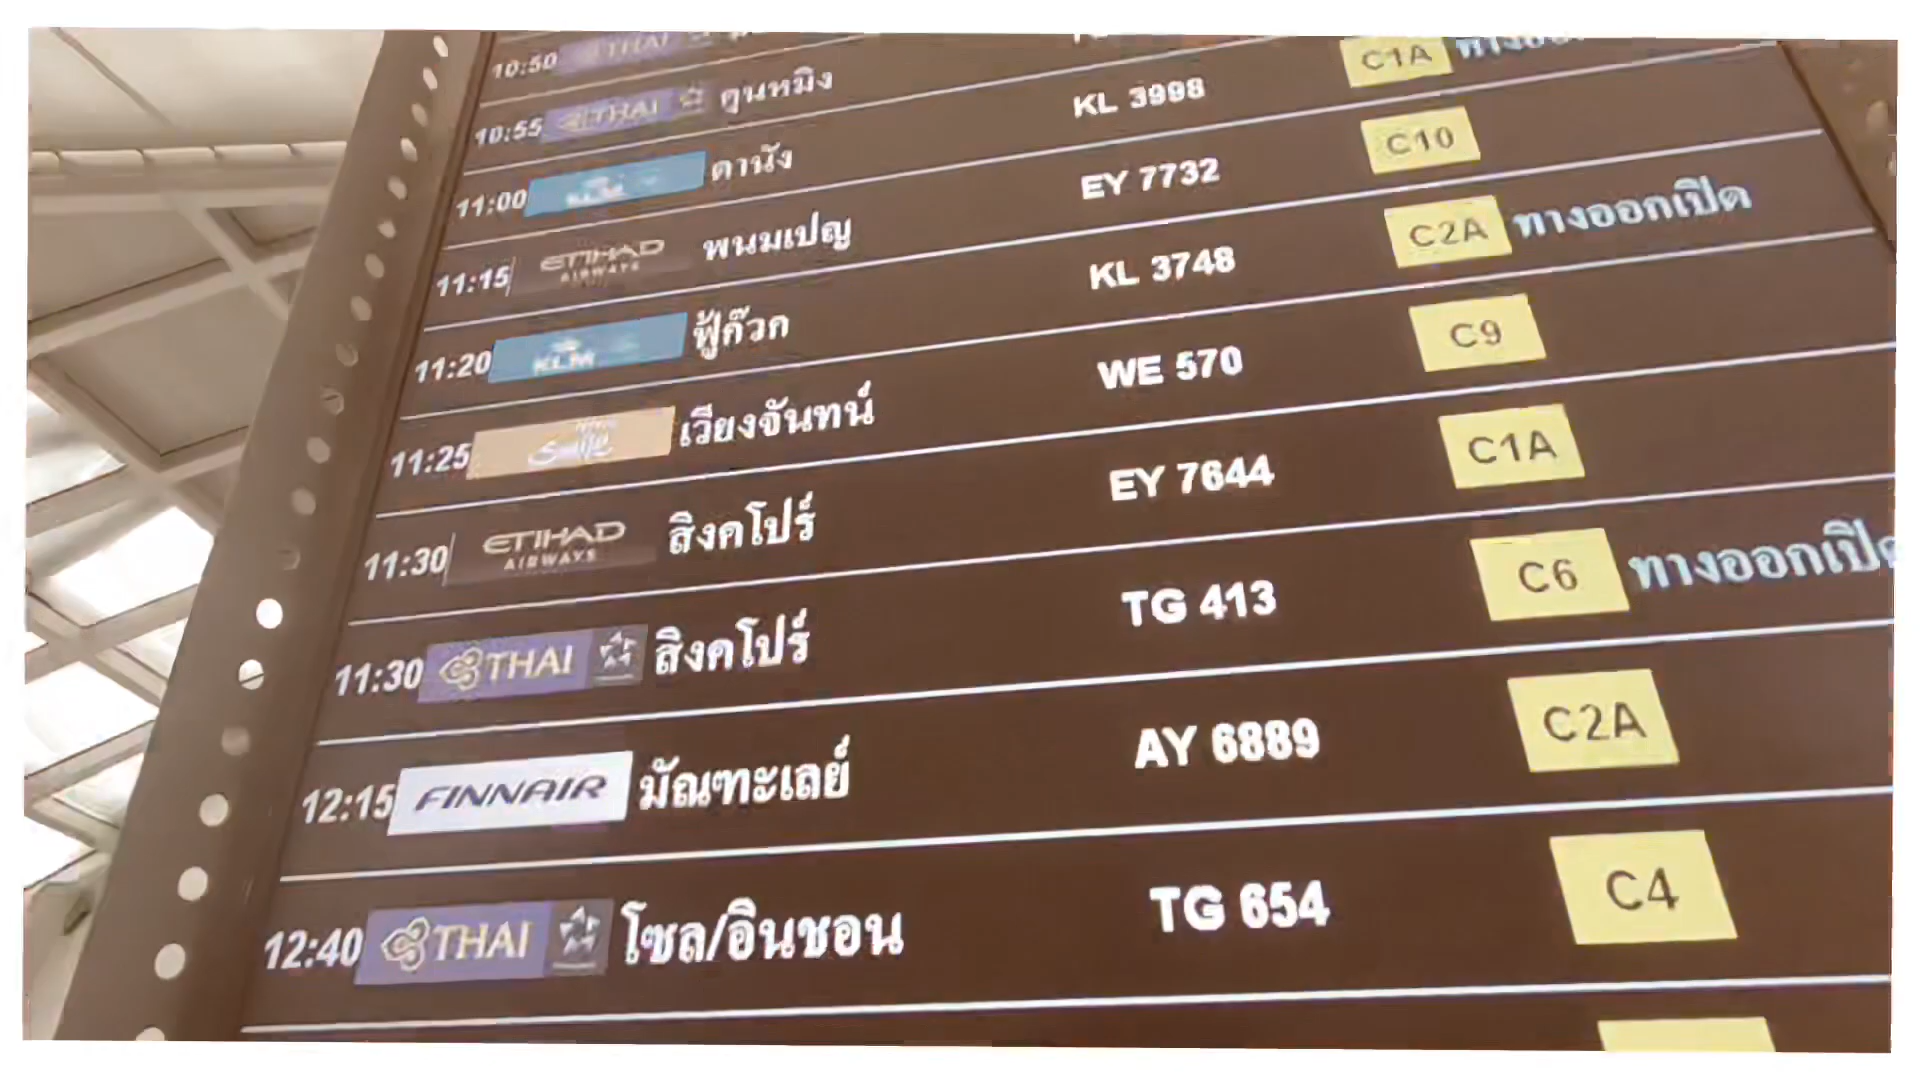 10:50 THAI
10:55 THAI คุนหมิง
11:00 KLM ดานัง KL 3998 C1A
11:15 ETIHAD AIRWAYS พนมเปญ EY 7732 C10
11:20 KLM ฟู้ก๊วก KL 3748 C2A ทางออกเปิด
11:25 Smile เวียงจันทน์ WE 570 C9
11:30 ETIHAD AIRWAYS สิงคโปร์ EY 7644 C1A
11:30 THAI สิงคโปร์ TG 413 C6 ทางออกเปิด
12:15 FINNAIR มัณฑะเลย์ AY 6889 C2A
12:40 THAI โซล/อินชอน TG 654 C4